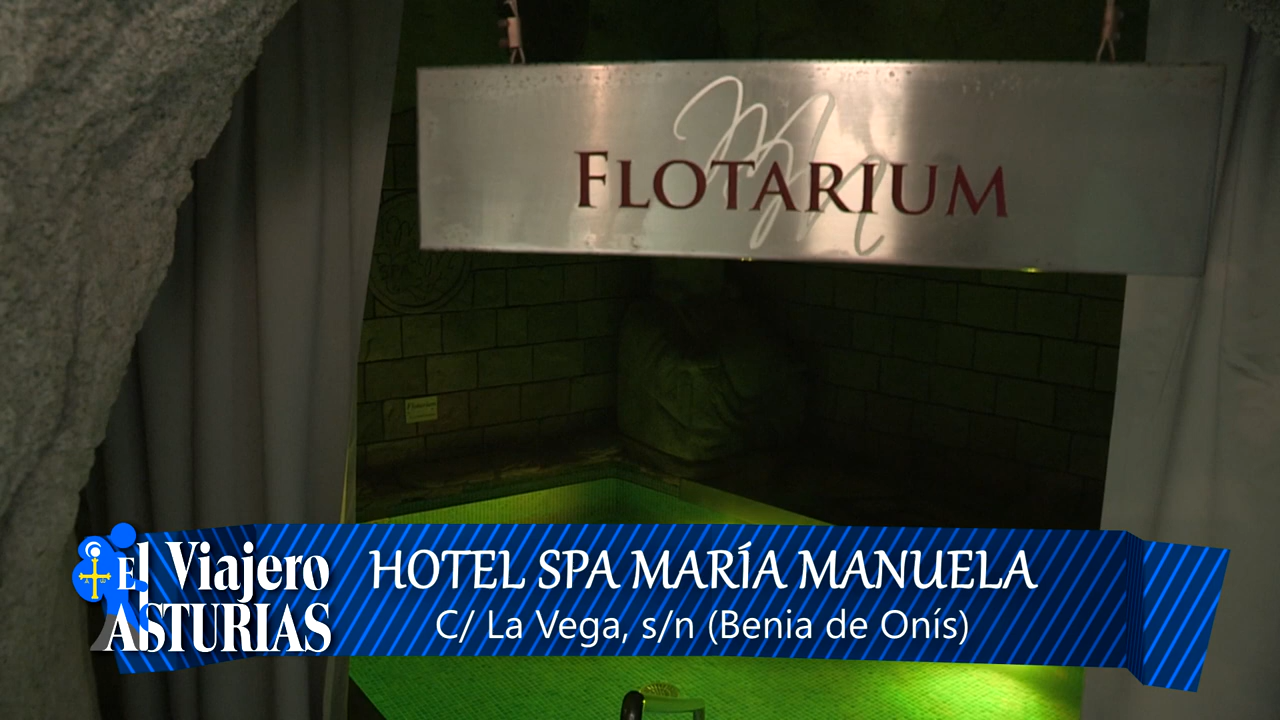 FLOTARIUM
El Viajero
ASTURIAS
HOTEL SPA MARÍA MANUELA
C/ La Vega, s/n (Benia de Onís)